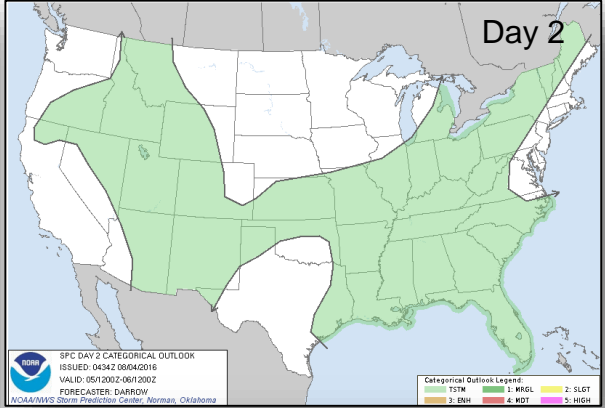 Day 2
NOAA
SPC DAY 2 CATEGORICAL OUTLOOK
ISSUED: 0434Z 08/04/2016
VALID: 05/1200Z-06/1200Z
FORECASTER: DARROW
NOAA/NWS Storm Prediction Center, Norman, Oklahoma
Categorical Outlook Legend:
TSTM 1: MRGL 2: SLGT
3: ENH 4: MDT 5: HIGH